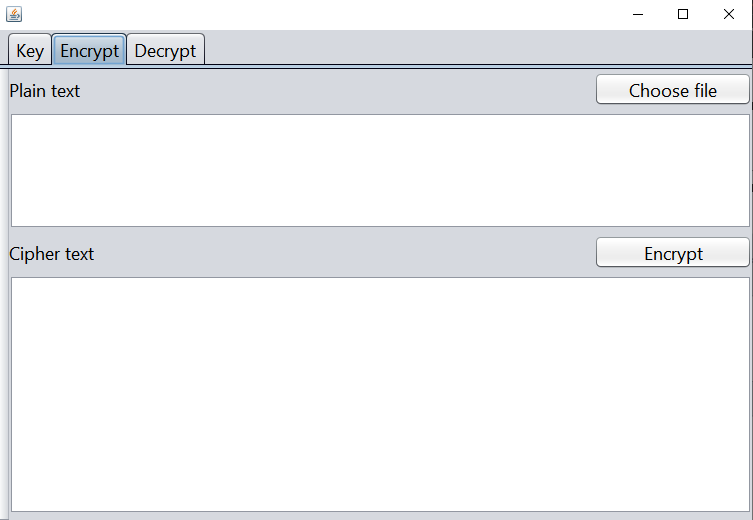 Key Encrypt Decrypt
Plain text Choose file
Cipher text Encrypt